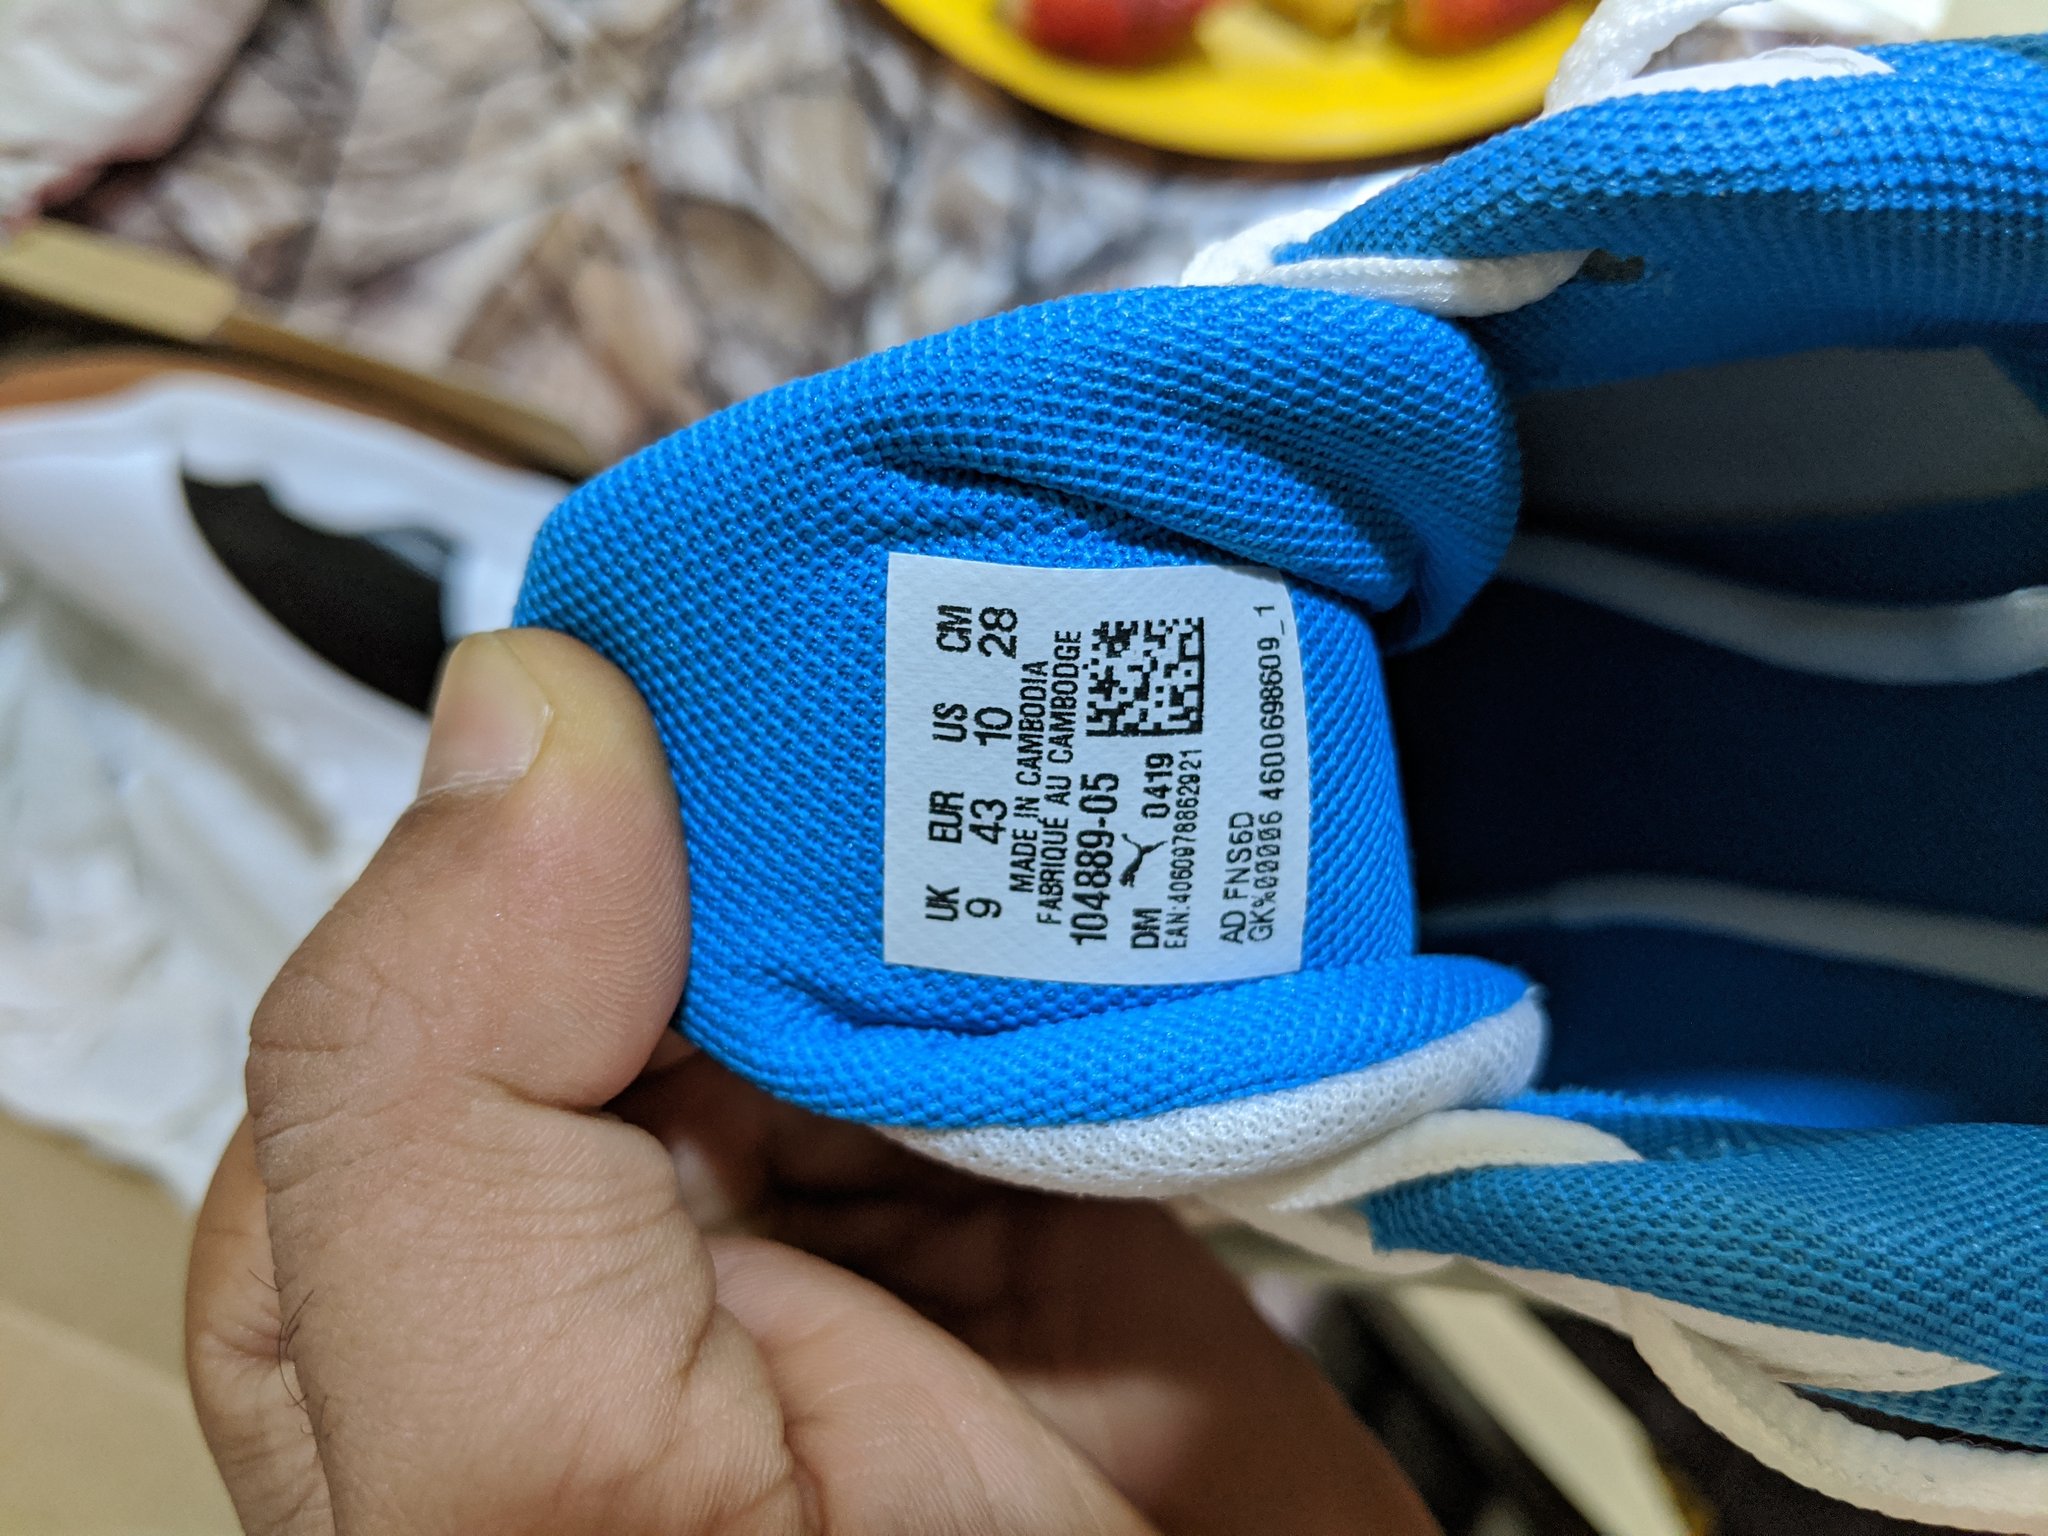 UK EUR US CM
9 43 10 28
MADE IN CAMBODIA
FABRIQUÉ AU CAMBODGE
104889-05
DM 0419
EAN:4060978862921
AD FNS6D
GK%00006 4600698609_1